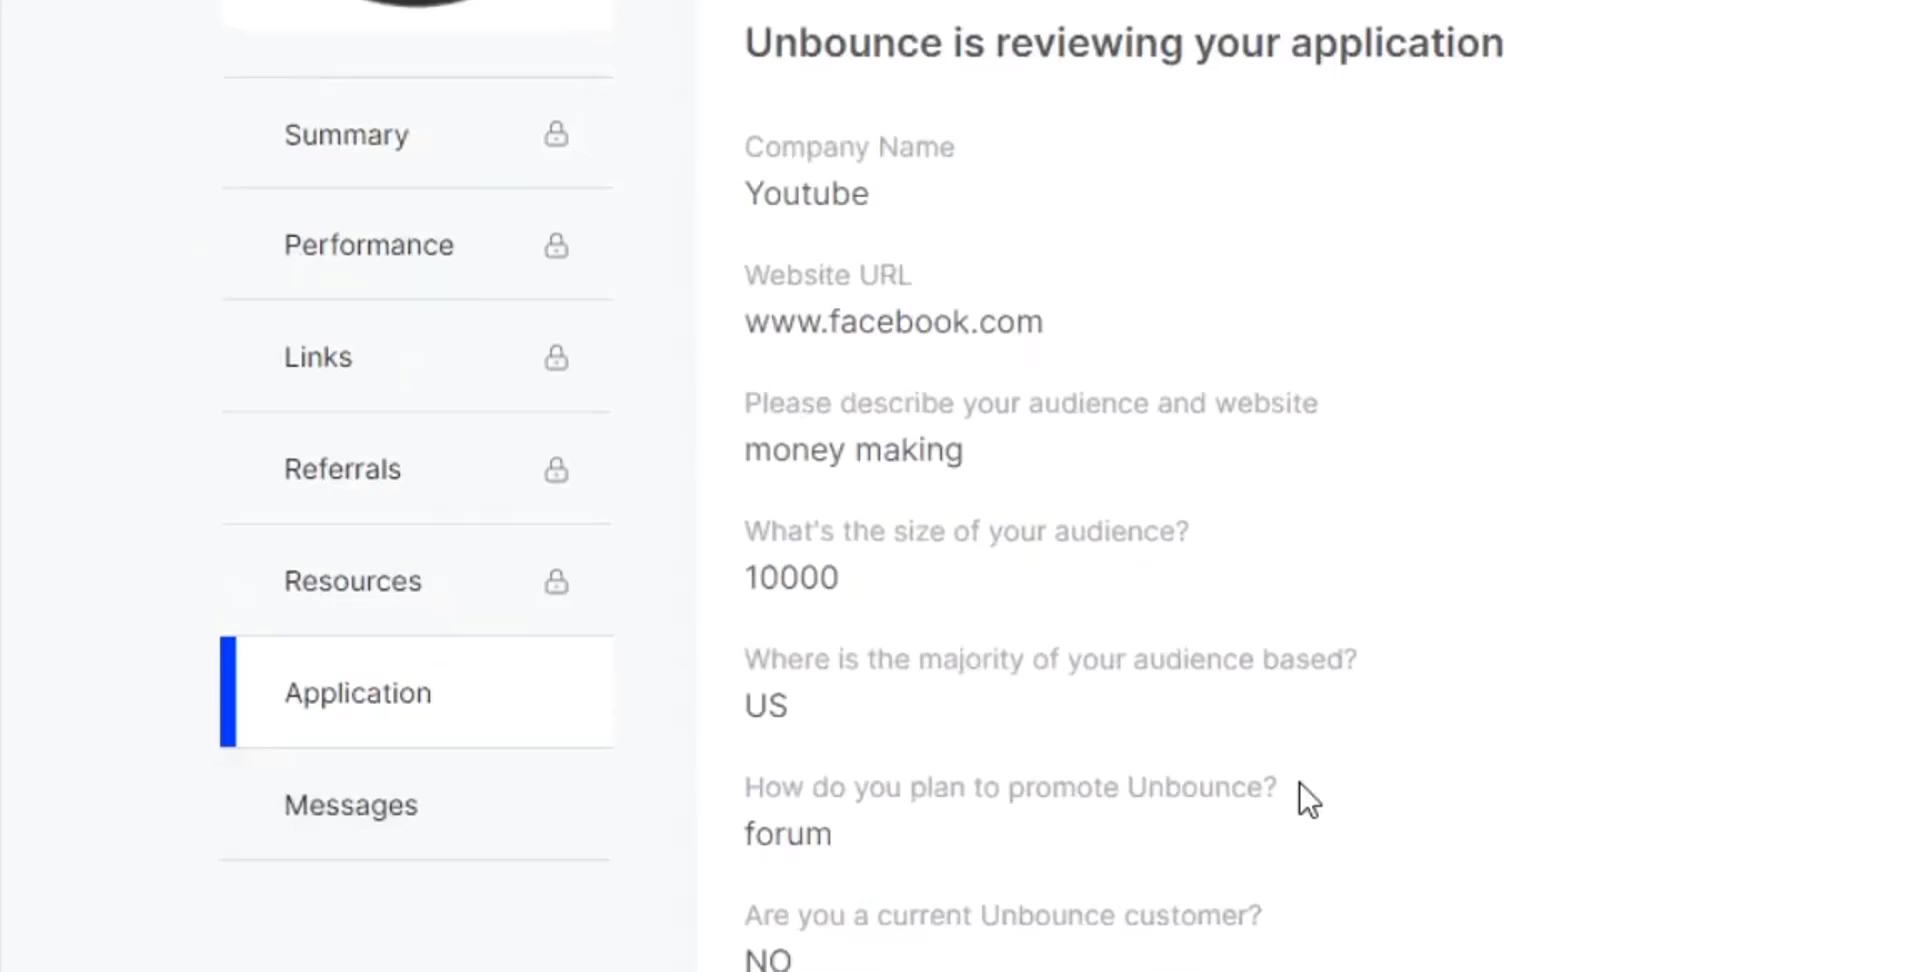 Unbounce is reviewing your application
Summary
Performance
Links
Referrals
Resources
Application
Messages
Company Name
Youtube
Website URL
www.facebook.com
Please describe your audience and website
money making
What's the size of your audience?
10000
Where is the majority of your audience based?
US
How do you plan to promote Unbounce?
forum
Are you a current Unbounce customer?
NO